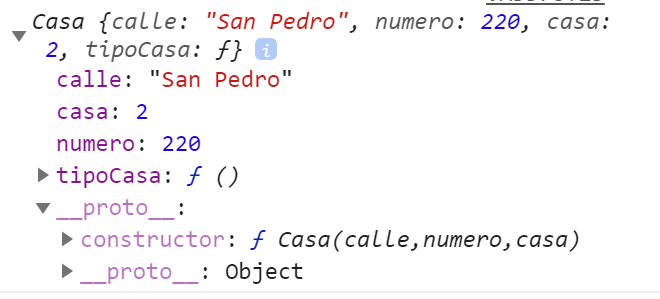 Casa {calle: "San Pedro", numero: 220, casa:
2, tipoCasa: ƒ} i
calle: "San Pedro"
casa: 2
numero: 220
tipoCasa: ƒ ()
__proto__:
constructor: ƒ Casa(calle,numero,casa)
__proto__: Object